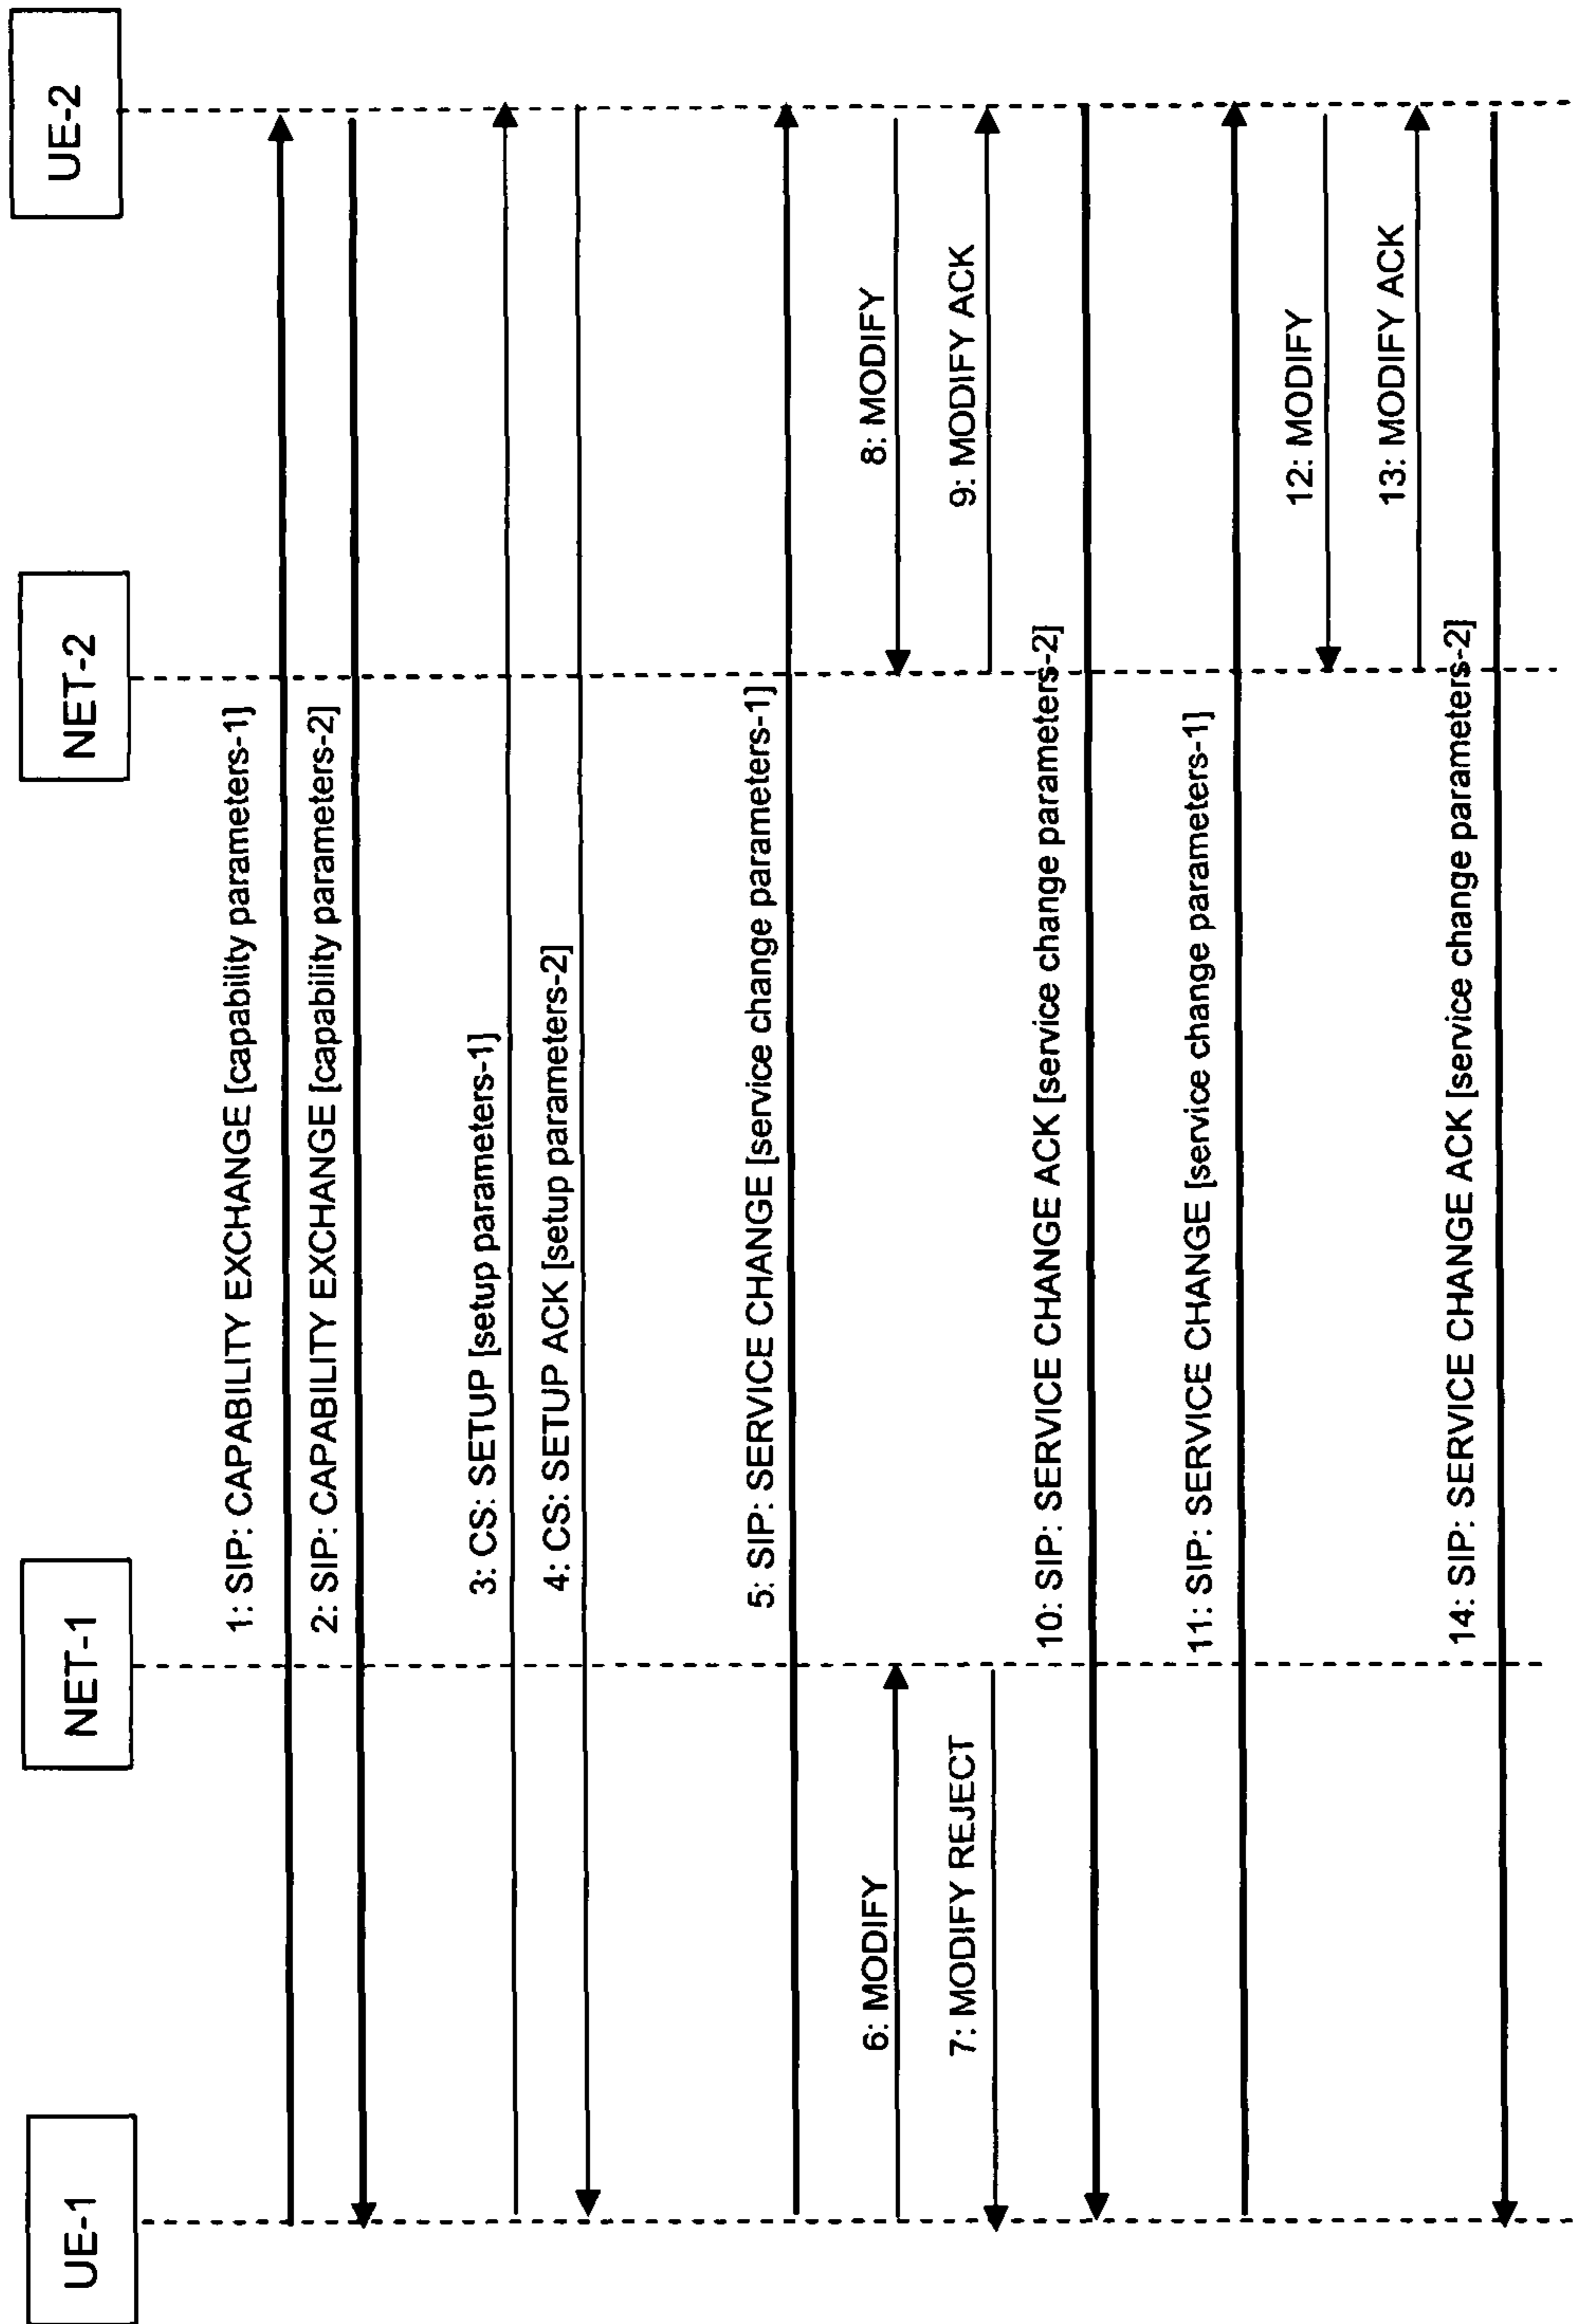 UE-1
NET-1
NET-2
UE-2
1: SIP: CAPABILITY EXCHANGE [capability parameters-1]
2: SIP: CAPABILITY EXCHANGE [capability parameters-2]
3: CS: SETUP [setup parameters-1]
4: CS: SETUP ACK [setup parameters-2]
5: SIP: SERVICE CHANGE [service change parameters-1]
6: MODIFY
8: MODIFY
7: MODIFY REJECT
9: MODIFY ACK
10: SIP: SERVICE CHANGE ACK [service change parameters-2]
11: SIP: SERVICE CHANGE [service change parameters-1]
12: MODIFY
13: MODIFY ACK
14: SIP: SERVICE CHANGE ACK [service change parameters-2]